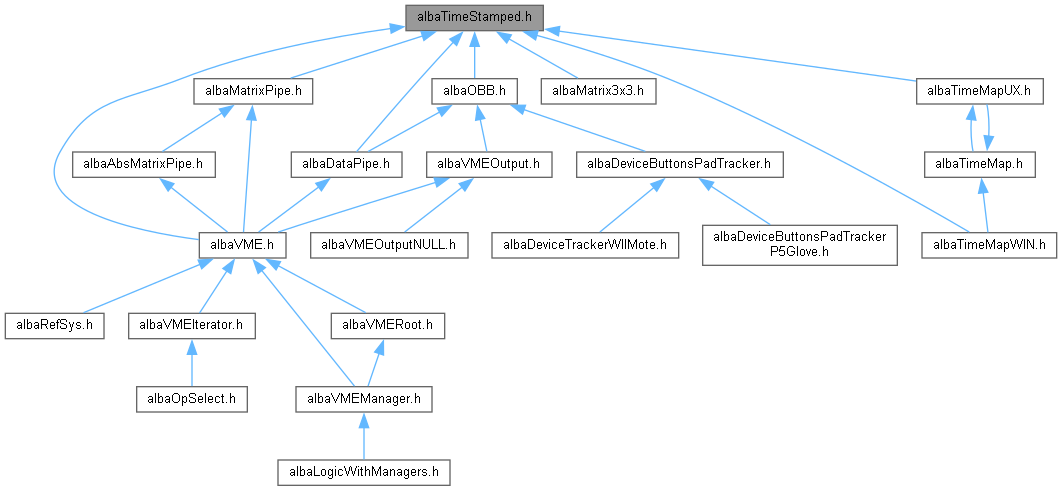 albaTimeStamped.h
albaMatrixPipe.h
albaOBB.h
albaMatrix3x3.h
albaTimeMapUX.h
albaAbsMatrixPipe.h
albaDataPipe.h
albaVMEOutput.h
albaDeviceButtonsPadTracker.h
albaTimeMap.h
albaVME.h
albaVMEOutputNULL.h
albaDeviceTrackerWIIMote.h
albaDeviceButtonsPadTracker
P5Glove.h
albaTimeMapWIN.h
albaRefSys.h
albaVMEIterator.h
albaVMERoot.h
albaOpSelect.h
albaVMEManager.h
albaLogicWithManagers.h